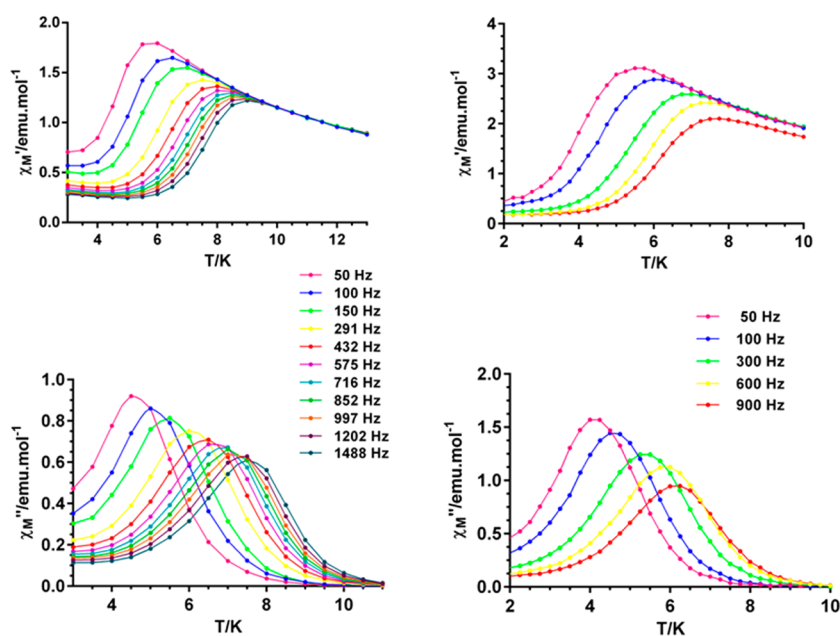 2.0
1.5
1.0
0.5
0.0
χM'/emu.mol-1
4 6 8 10 12
T/K
4
3
2
1
0
χM'/emu.mol-1
2 4 6 8 10
T/K
50 Hz
100 Hz
150 Hz
291 Hz
432 Hz
575 Hz
716 Hz
852 Hz
997 Hz
1202 Hz
1488 Hz
50 Hz
100 Hz
300 Hz
600 Hz
900 Hz
1.0
0.8
0.6
0.4
0.2
0.0
χM''/emu.mol-1
4 6 8 10
T/K
2.0
1.5
1.0
0.5
0.0
χM''/emu.mol-1
2 4 6 8 10
T/K